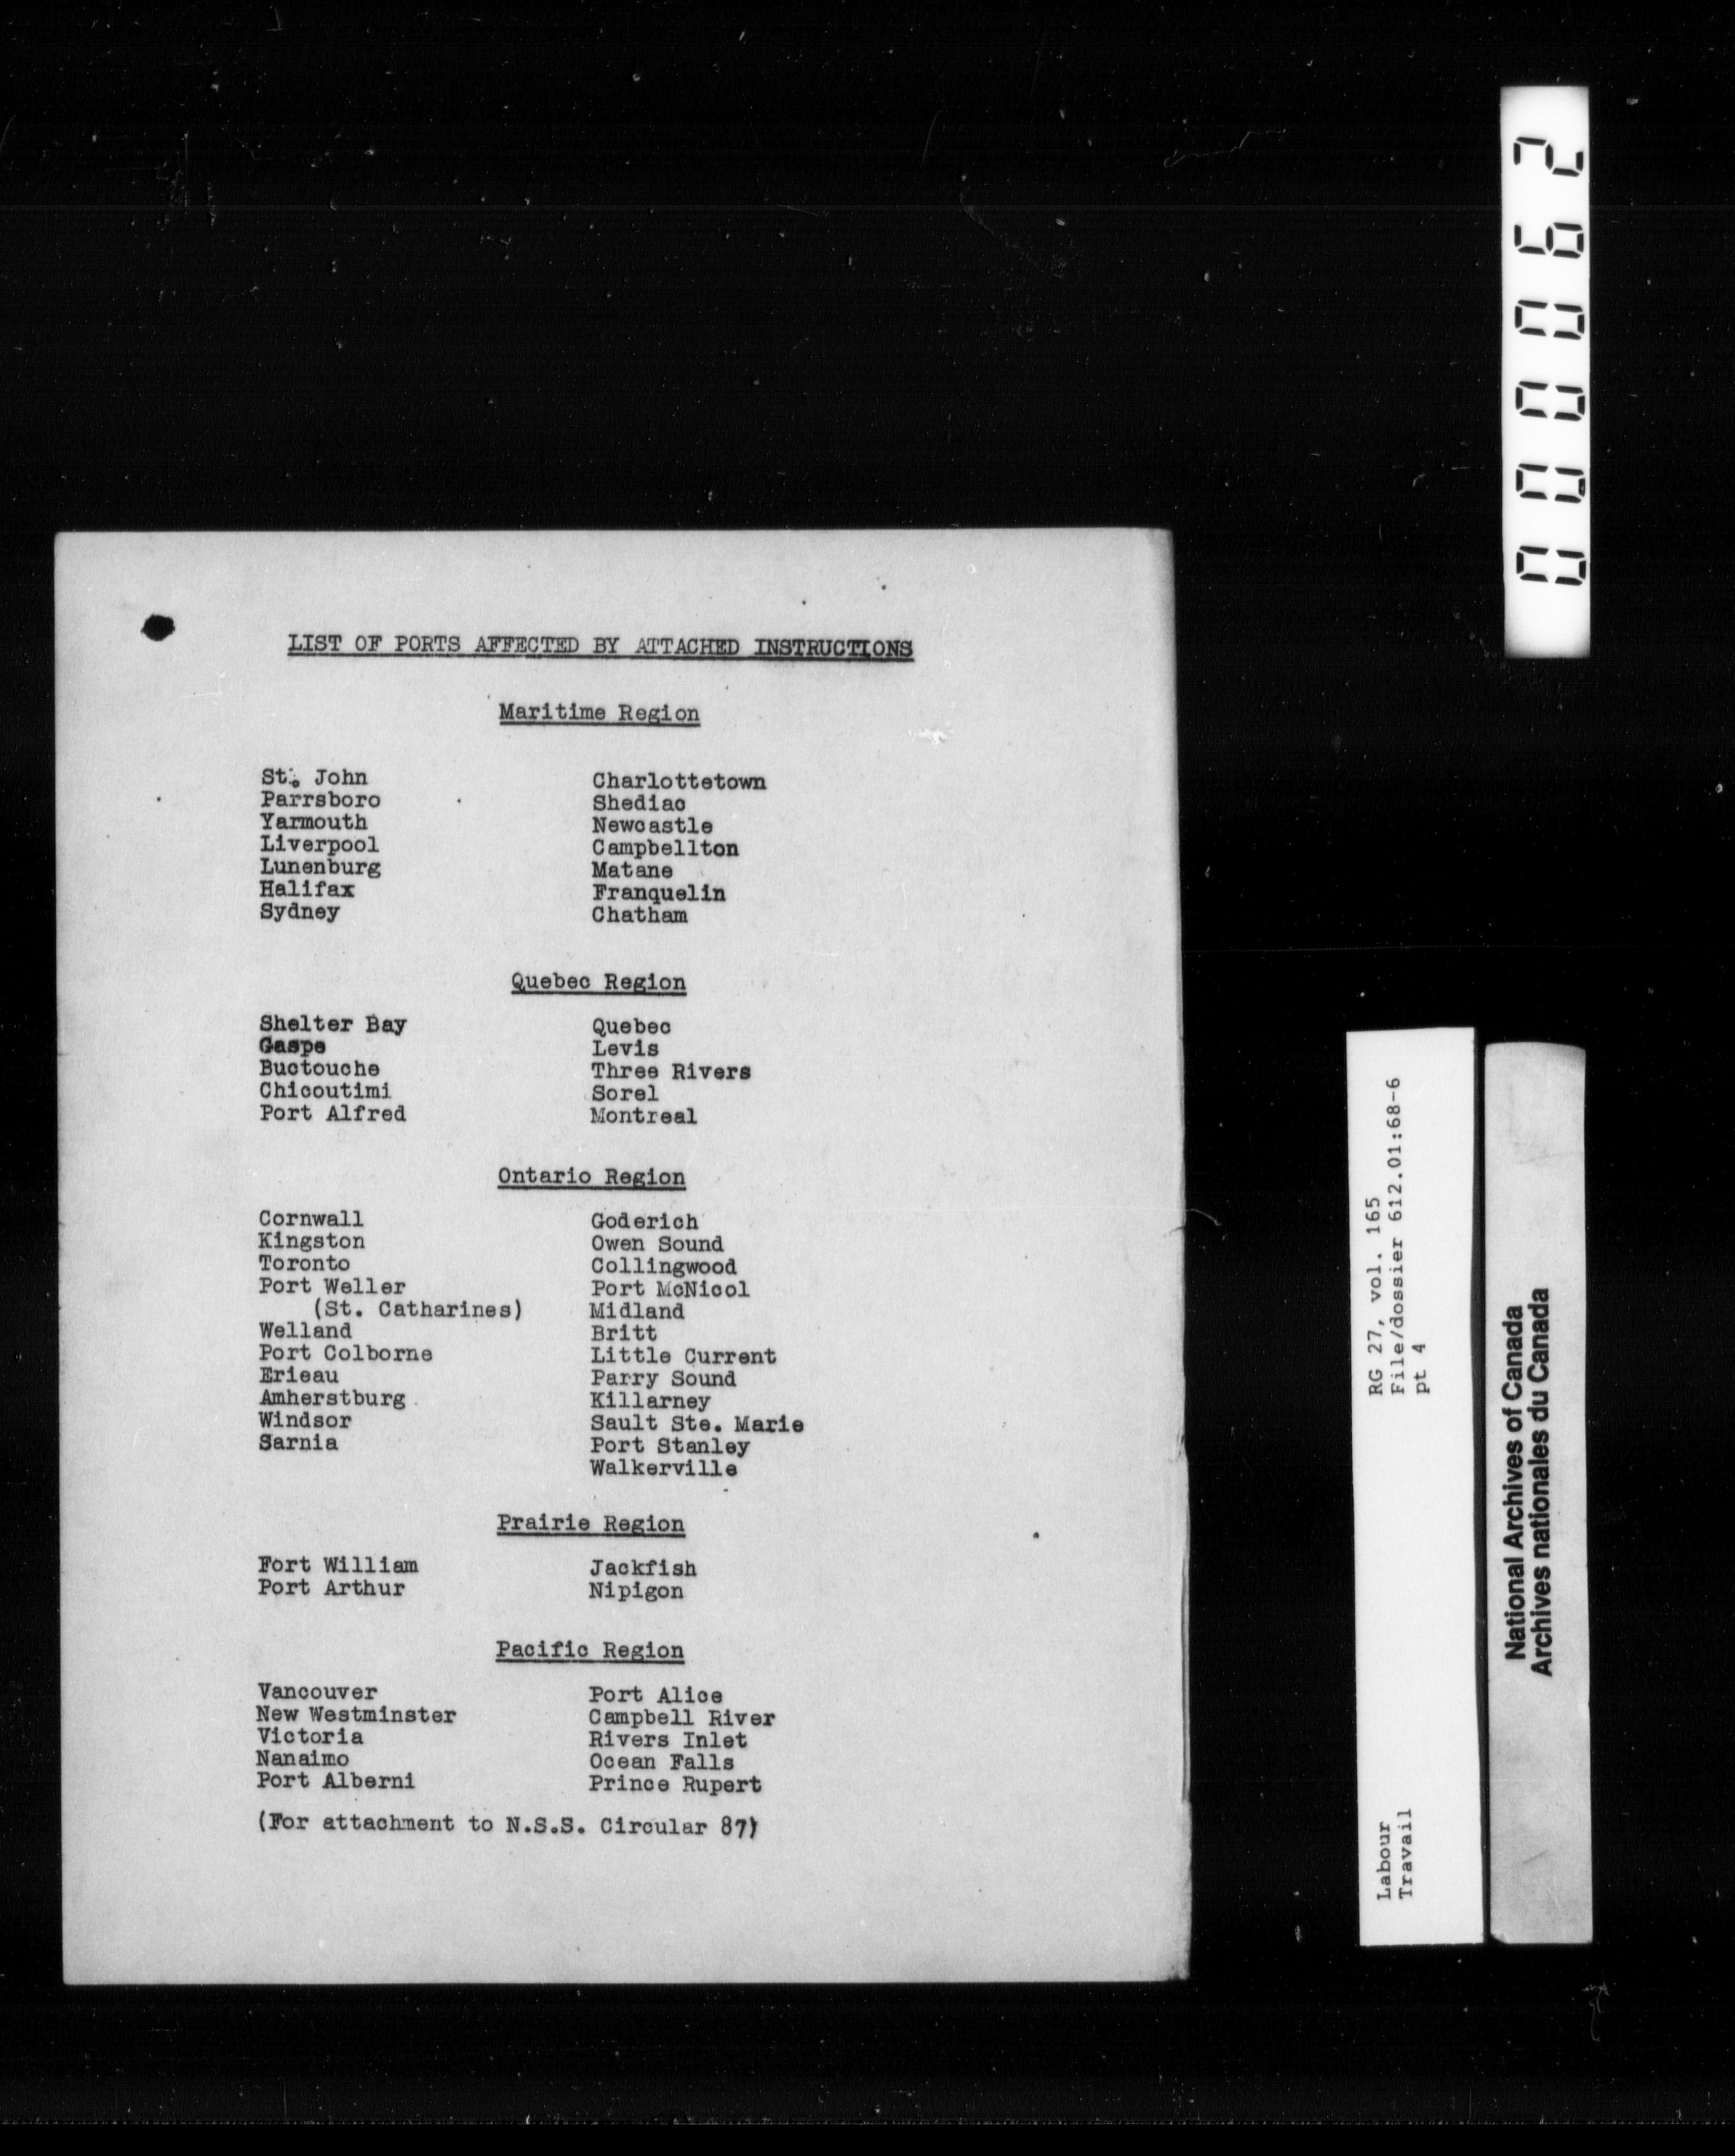 LIST OF PORTS AFFECTED BY ATTACHED INSTRUCTIONS
Maritime Region
St. John
Parrsboro
Yarmouth
Liverpool
Lunenburg
Halifax
Sydney
Charlottetown
Shediac
Newcastle
Campbellton
Matane
Franquelin
Chatham
Quebec Region
Shelter Bay
Gaspe
Buctouche
Chicoutimi
Port Alfred
Quebec
Levis
Three Rivers
Sorel
Montreal
Ontario Region
Cornwall
Kingston
Toronto
Port Weller
(St. Catharines)
Welland
Port Colborne
Erieau
Amherstburg
Windsor
Sarnia
Goderich
Owen Sound
Collingwood
Port McNicol
Midland
Britt
Little Current
Parry Sound
Killarney
Sault Ste. Marie
Port Stanley
Walkerville
Prairie Region
Fort William
Port Arthur
Jackfish
Nipigon
Pacific Region
Vancouver
New Westminster
Victoria
Nanaimo
Port Alberni
Port Alice
Campbell River
Rivers Inlet
Ocean Falls
Prince Rupert
(For attachment to N.S.S. Circular 87)
000062
Labour
Travail
RG 27, vol. 165
File/dossier 612.01:68-6
pt 4
National Archives of Canada
Archives nationales du Canada